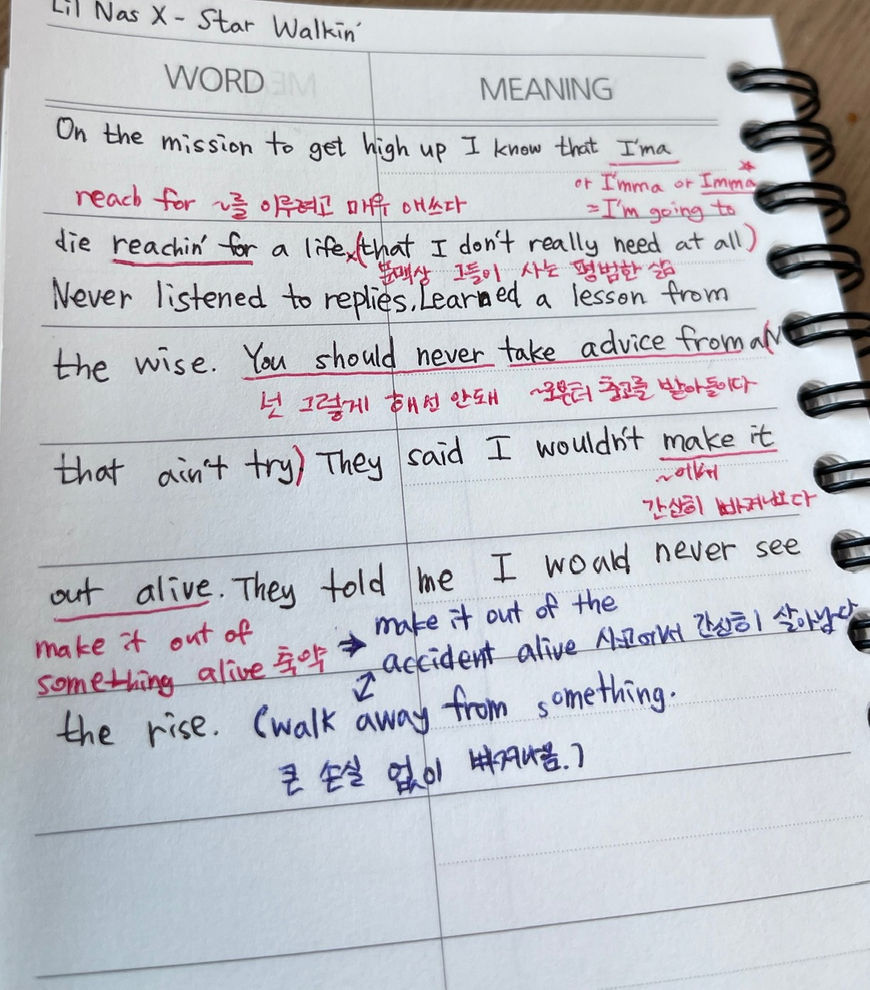 Lil Nas X - Star Walkin'
WORD
MEANING
On the mission to get high up I know that I'ma
or I'mma or Imma
reach for ~를 이루려고 매우 애쓰다
=I'm going to
die reachin' for a life (that I don't really need at all)
문맥상 그들이 사는 평범한 삶
Never listened to replies. Learned a lesson from
the wise. You should never take advice from a(N
넌 그렇게 해선 안돼 ~로부터 충고를 받아들이다
that ain't try) They said I wouldn't make it
~에서
간신히 빠져나오다
out alive. They told me I would never see
make it out of
something alive 축약
→ make it out of the
accident alive 사고에서 간신히 살아남다
the rise. (walk away from something.
큰 손실 없이 빠져나옴.)